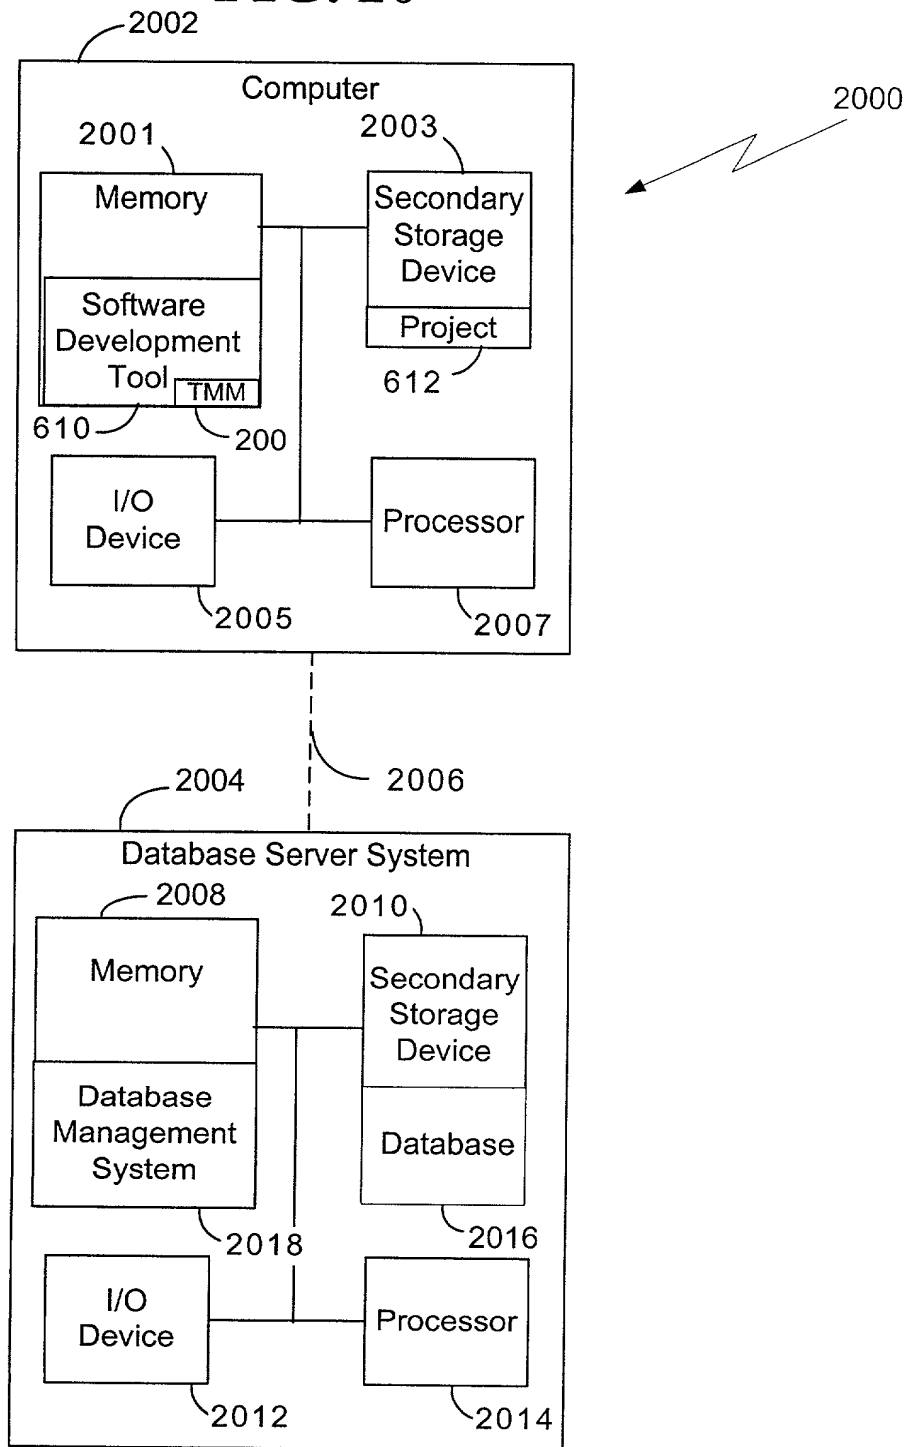 2002
Computer
2000
2001
2003
Memory
Secondary
Storage
Device
Software
Development
Tool
TMM
Project
612
610
200
I/O
Device
Processor
2005
2007
2006
2004
Database Server System
2008
2010
Memory
Secondary
Storage
Device
Database
Management
System
Database
2018
2016
I/O
Device
Processor
2012
2014